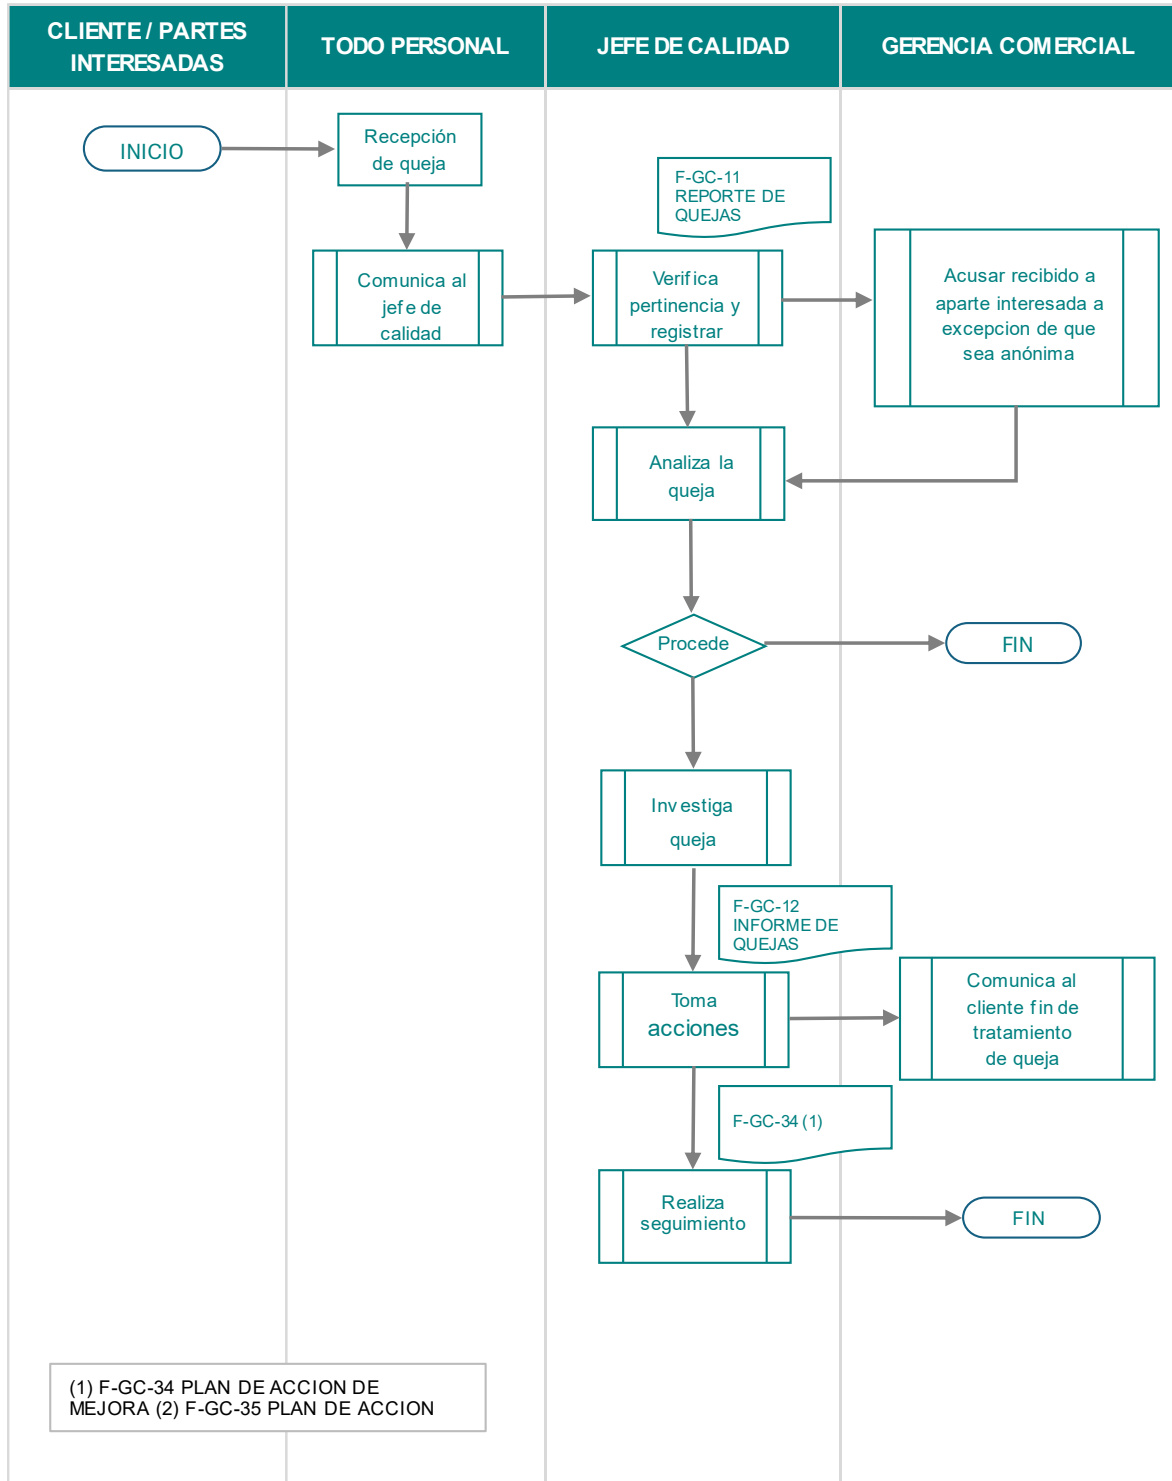 CLIENTE / PARTES
INTERESADAS
TODO PERSONAL
JEFE DE CALIDAD
GERENCIA COMERCIAL
INICIO
Recepción
de queja
F-GC-11
REPORTE DE
QUEJAS
Comunica al
jefe de
calidad
Verifica
pertinencia y
registrar
Acusar recibido a
aparte interesada a
excepcion de que
sea anónima
Analiza la
queja
Procede
FIN
Investiga
queja
F-GC-12
INFORME DE
QUEJAS
Toma
acciones
Comunica al
cliente fin de
tratamiento
de queja
F-GC-34 (1)
Realiza
seguimiento
FIN
(1) F-GC-34 PLAN DE ACCION DE
MEJORA (2) F-GC-35 PLAN DE ACCION